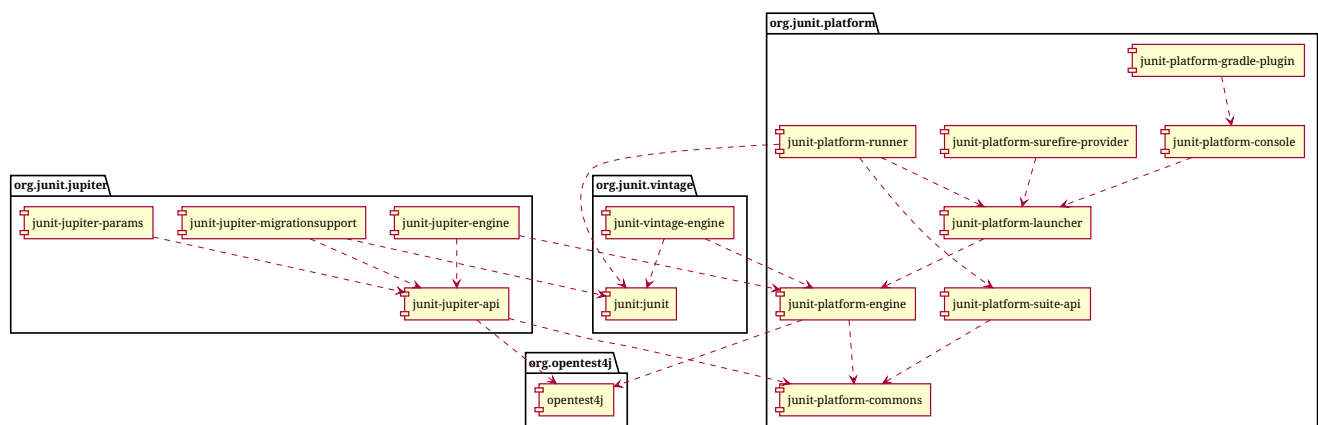 org.junit.platform
junit-platform-gradle-plugin
junit-platform-runner
junit-platform-surefire-provider
junit-platform-console
org.junit.jupiter
org.junit.vintage
junit-jupiter-params
junit-jupiter-migrationsupport
junit-jupiter-engine
junit-vintage-engine
junit-platform-launcher
junit-jupiter-api
junit:junit
junit-platform-engine
junit-platform-suite-api
org.opentest4j
opentest4j
junit-platform-commons